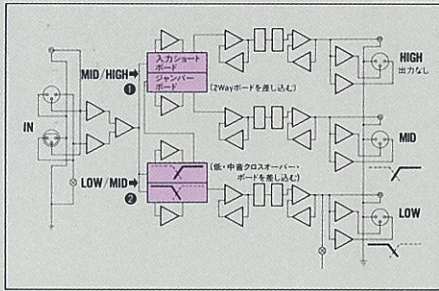 MID/HIGH
❶
入力ショート
ボード
ジャンパー
ボード
(2Wayボードを差し込む)
HIGH
出力なし
IN
MID
LOW/MID
❷
(低・中音クロスオーバー・
ボードを差し込む)
LOW